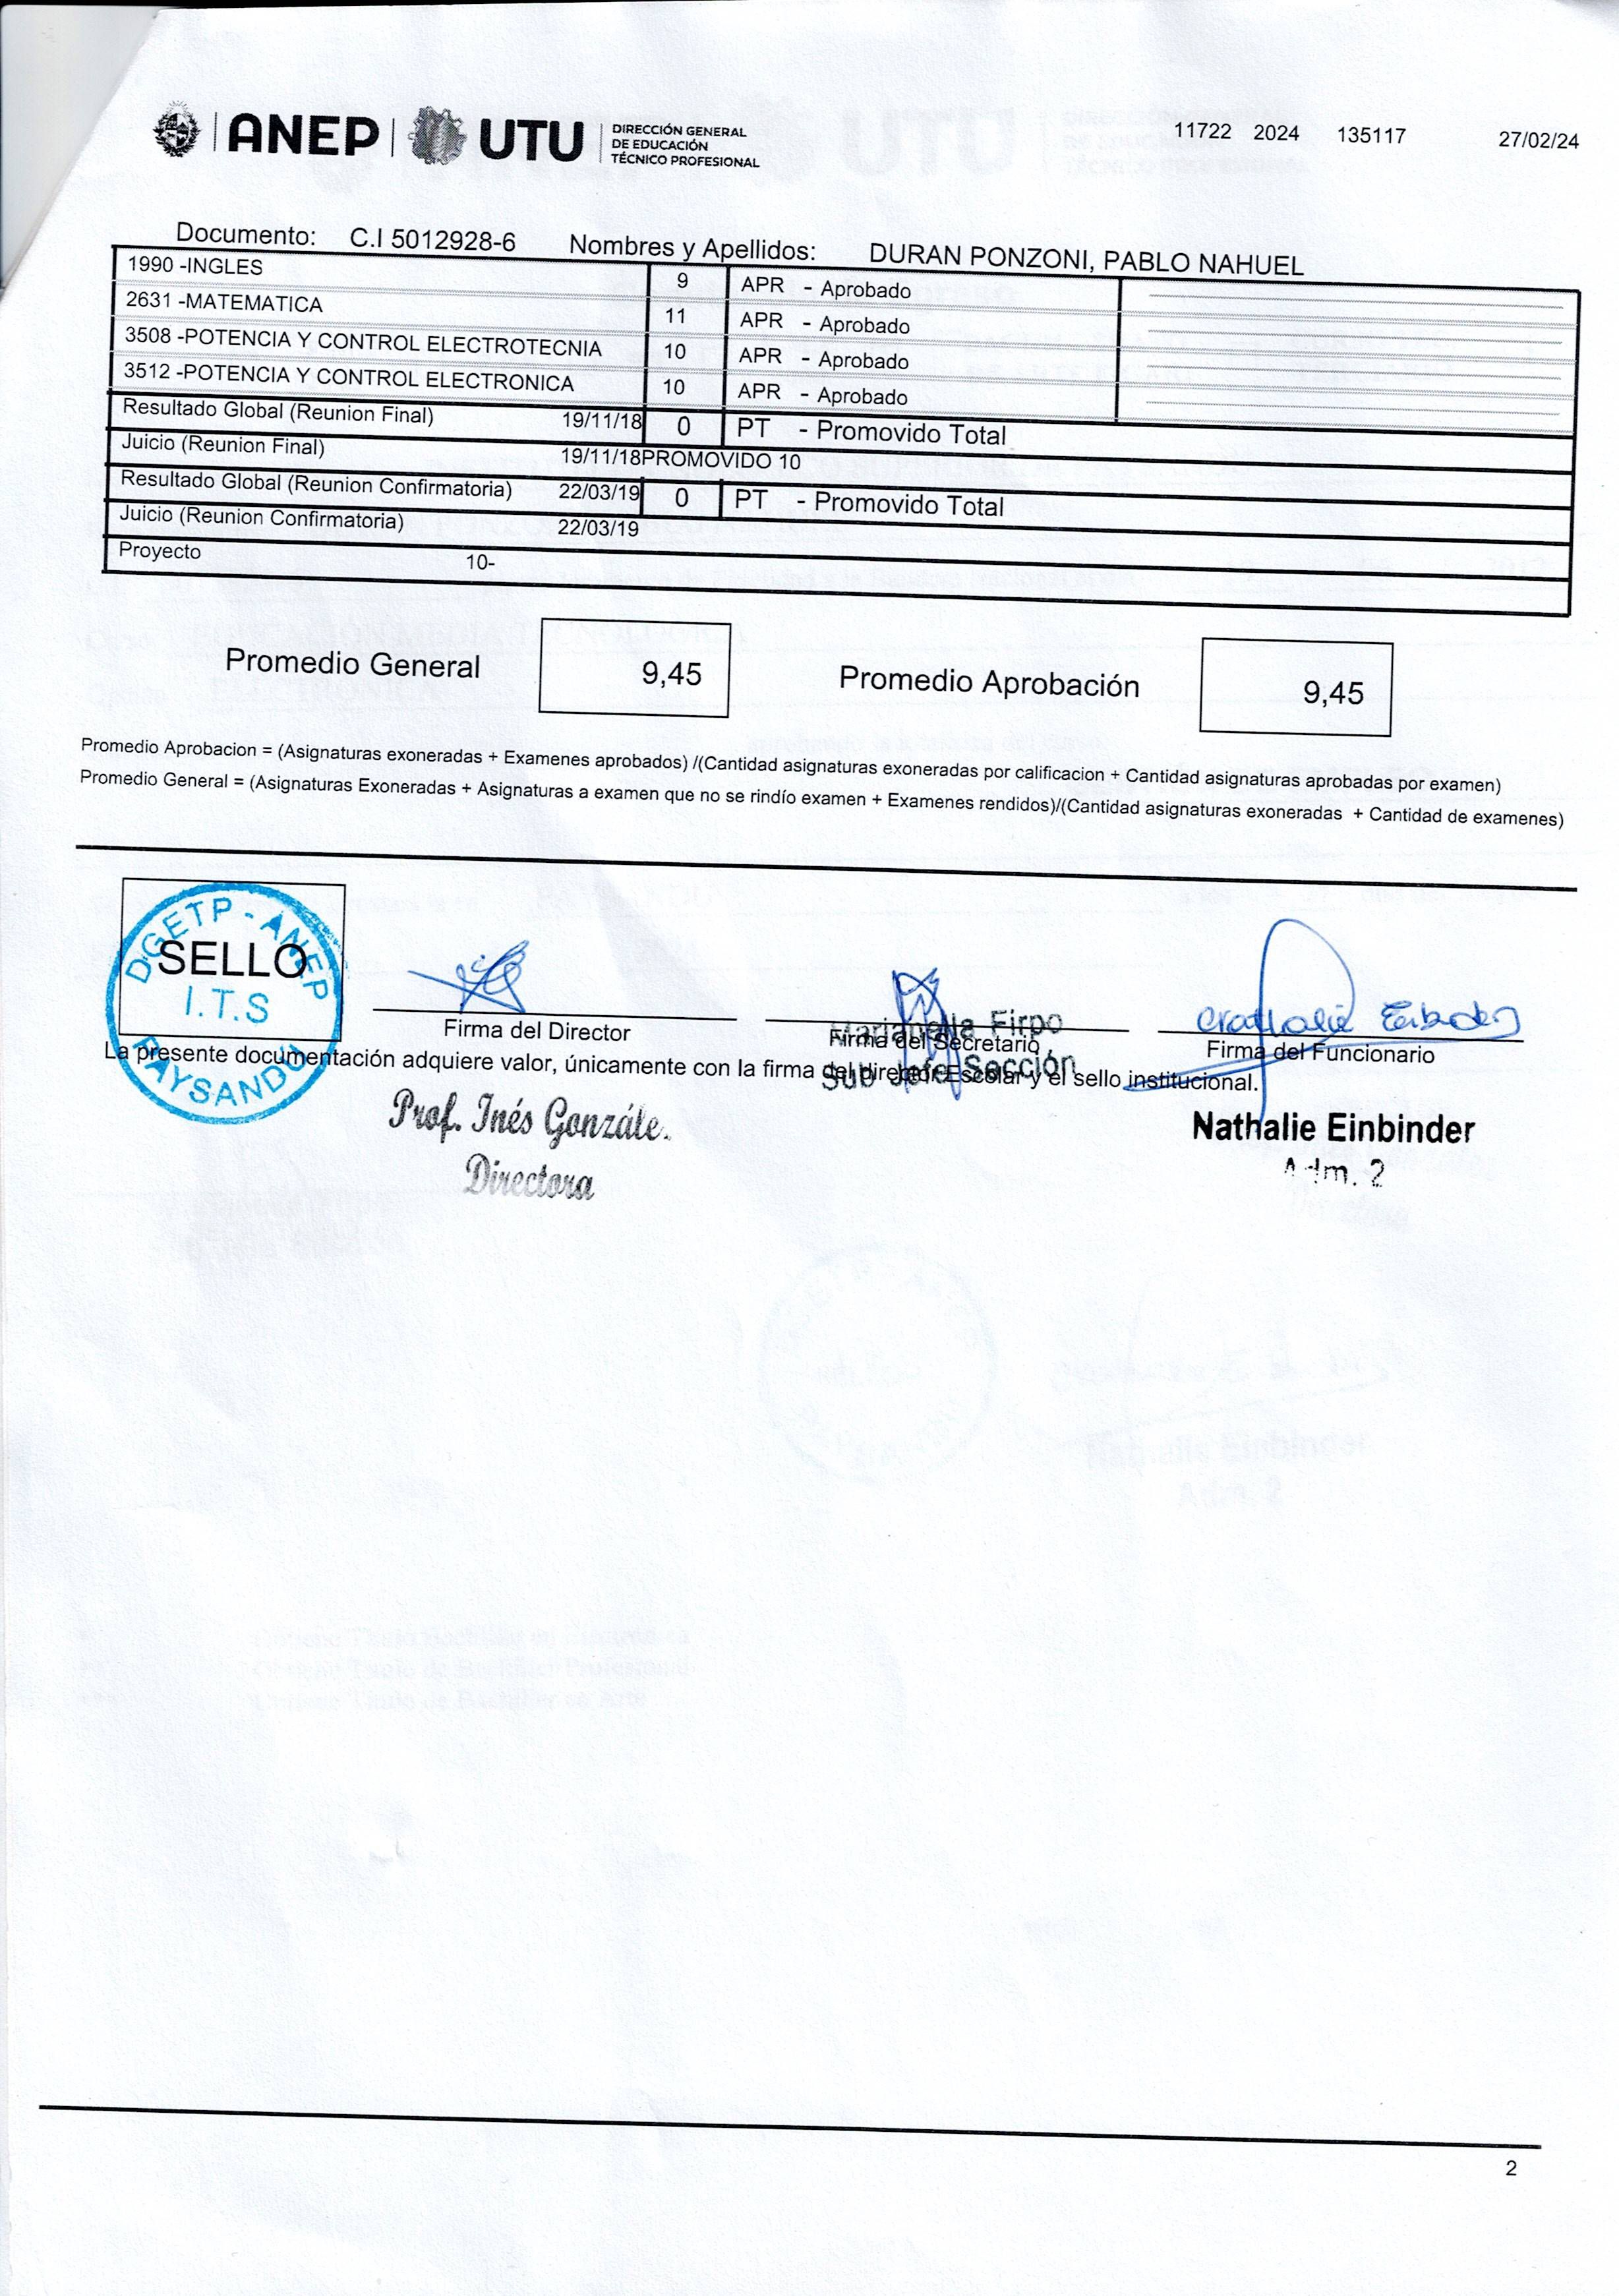 ANEP UTU DIRECCIÓN GENERAL
DE EDUCACIÓN
TÉCNICO PROFESIONAL
11722 2024 135117 27/02/24
Documento: C.I 5012928-6 Nombres y Apellidos: DURAN PONZONI, PABLO NAHUEL
1990 -INGLES 9 APR - Aprobado
2631 -MATEMATICA 11 APR - Aprobado
3508 -POTENCIA Y CONTROL ELECTROTECNIA 10 APR - Aprobado
3512 -POTENCIA Y CONTROL ELECTRONICA 10 APR - Aprobado
Resultado Global (Reunion Final) 19/11/18 0 PT - Promovido Total
Juicio (Reunion Final) 19/11/18PROMOVIDO 10
Resultado Global (Reunion Confirmatoria) 22/03/19 0 PT - Promovido Total
Juicio (Reunion Confirmatoria) 22/03/19
Proyecto 10-
Promedio General 9,45 Promedio Aprobación 9,45
Promedio Aprobacion = (Asignaturas exoneradas + Examenes aprobados) /(Cantidad asignaturas exoneradas por calificacion + Cantidad asignaturas aprobadas por examen)
Promedio General = (Asignaturas Exoneradas + Asignaturas a examen que no se rindío examen + Examenes rendidos)/(Cantidad asignaturas exoneradas + Cantidad de examenes)
DGETP - ANEP
SELLO
I.T.S
PAYSANDU
Nathalie Einbinder
Firma del Director Firma del Secretario Firma del Funcionario
Marianella Firpo
Sub Jefe Sección
La presente documentación adquiere valor, únicamente con la firma del director Escolar y el sello institucional.
Prof. Inés Gonzále.
Directora
Nathalie Einbinder
Adm. 2
2